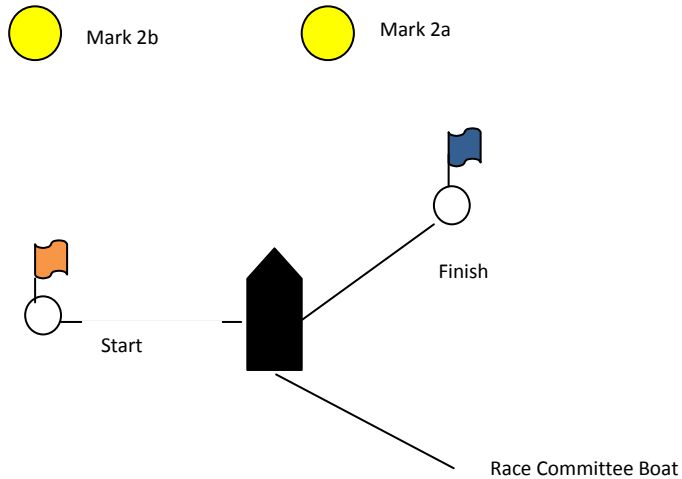 Mark 2b
Mark 2a
Finish
Start
Race Committee Boat